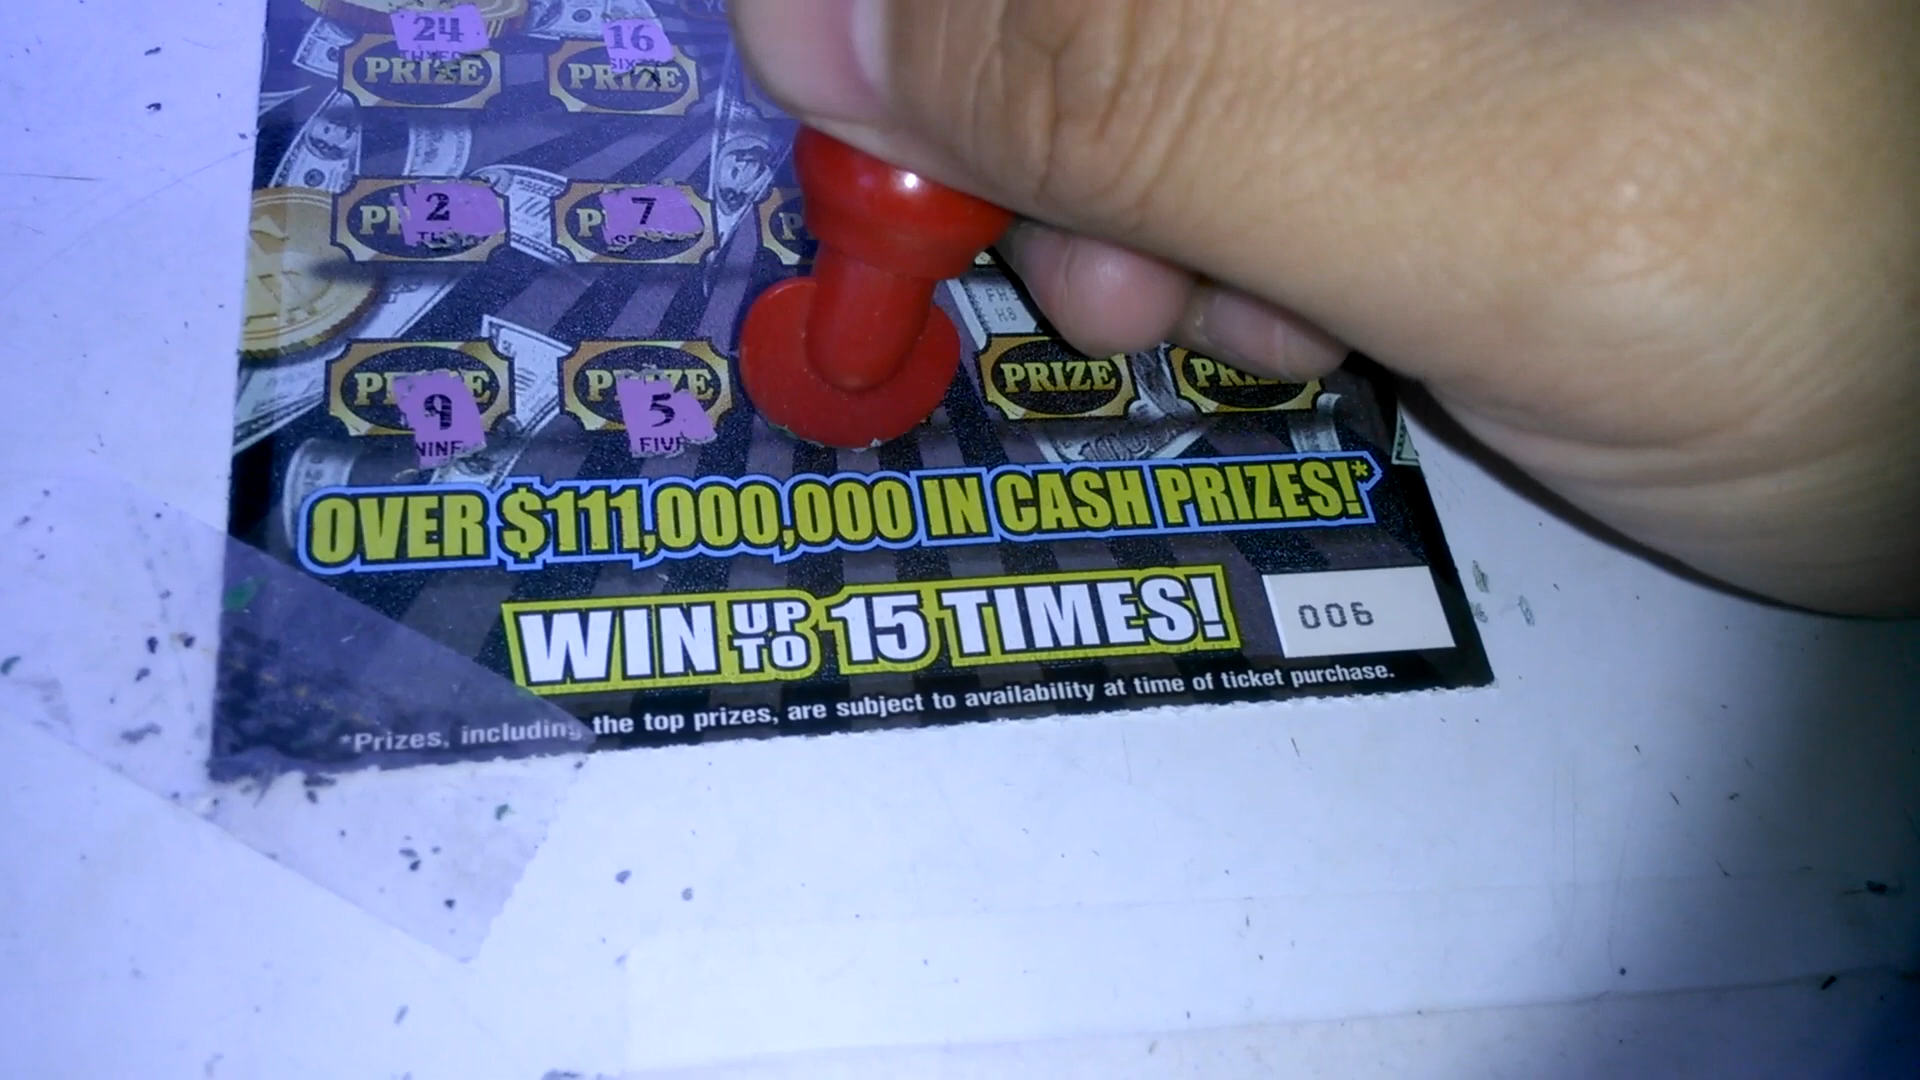 24 16
PRIZE PRIZE
2 7
9 5
NINE FIVE
PRIZE PRIZE
OVER $111,000,000 IN CASH PRIZES!*
WIN UP TO 15 TIMES!
006
*Prizes, including the top prizes, are subject to availability at time of ticket purchase.